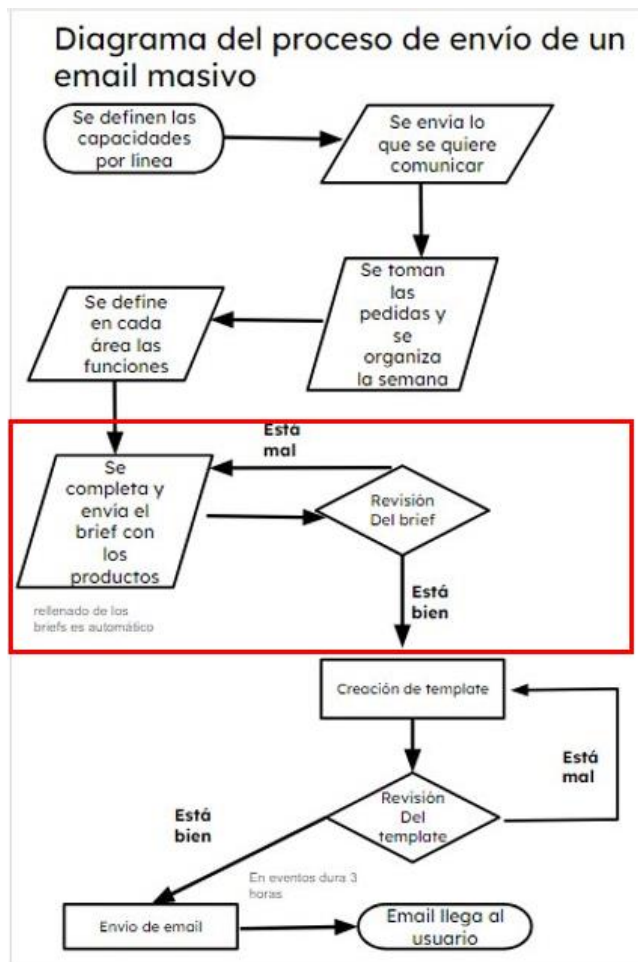 Diagrama del proceso de envío de un
email masivo
Se definen las
capacidades
por línea
Se envia lo
que se quiere
comunicar
Se toman
las
pedidas y
se
organiza
la semana
Se define
en cada
área las
funciones
Está
mal
Se
completa y
envia el
brief con
los
productos
Revisión
Del brief
rellenado de los
briefs es automático
Está
bien
Creación de template
Está
mal
Revisión
Del
template
Está
bien
En eventos dura 3
horas
Envio de email
Email llega al
usuario